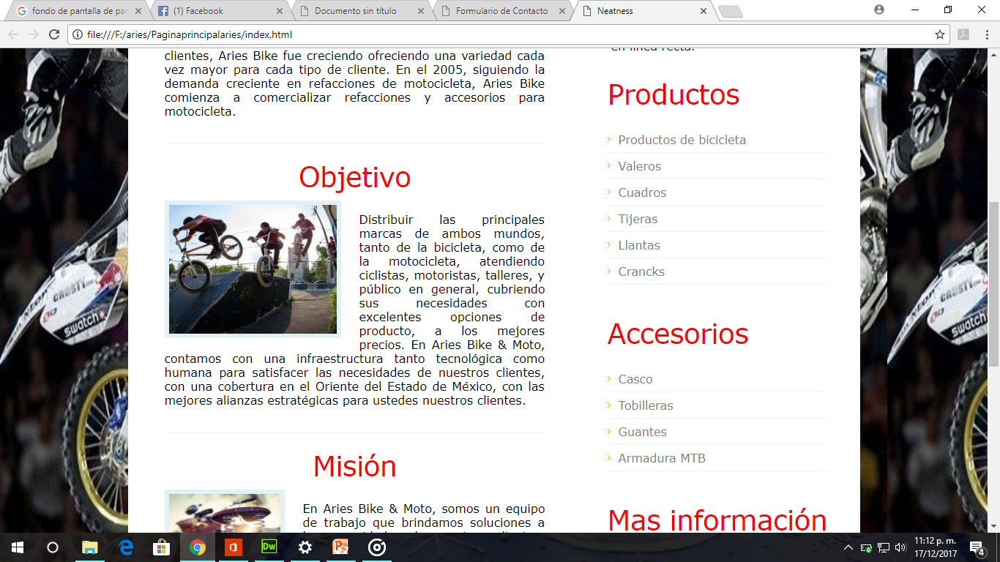 fondo de pantalla de par
(1) Facebook
Documento sin título
Formulario de Contacto
Neatness
file:///F:/aries/Paginaprincipalaries/index.html
clientes, Aries Bike fue creciendo ofreciendo una variedad cada
vez mayor para cada tipo de cliente. En el 2005, siguiendo la
demanda creciente en refacciones de motocicleta, Aries Bike
comienza a comercializar refacciones y accesorios para
motocicleta.
Objetivo
Distribuir las principales
marcas de ambos mundos,
tanto de la bicicleta, como de
la motocicleta, atendiendo
ciclistas, motoristas, talleres, y
público en general, cubriendo
sus necesidades con
excelentes opciones de
producto, a los mejores
precios. En Aries Bike & Moto,
contamos con una infraestructura tanto tecnológica como
humana para satisfacer las necesidades de nuestros clientes,
con una cobertura en el Oriente del Estado de México, con las
mejores alianzas estratégicas para ustedes nuestros clientes.
Misión
En Aries Bike & Moto, somos un equipo
de trabajo que brindamos soluciones a
en línea recta.
Productos
Productos de bicicleta
Valeros
Cuadros
Tijeras
Llantas
Crancks
Accesorios
Casco
Tobilleras
Guantes
Armadura MTB
Mas información
swatch
swatch
Dw
11:12 p. m.
17/12/2017
4